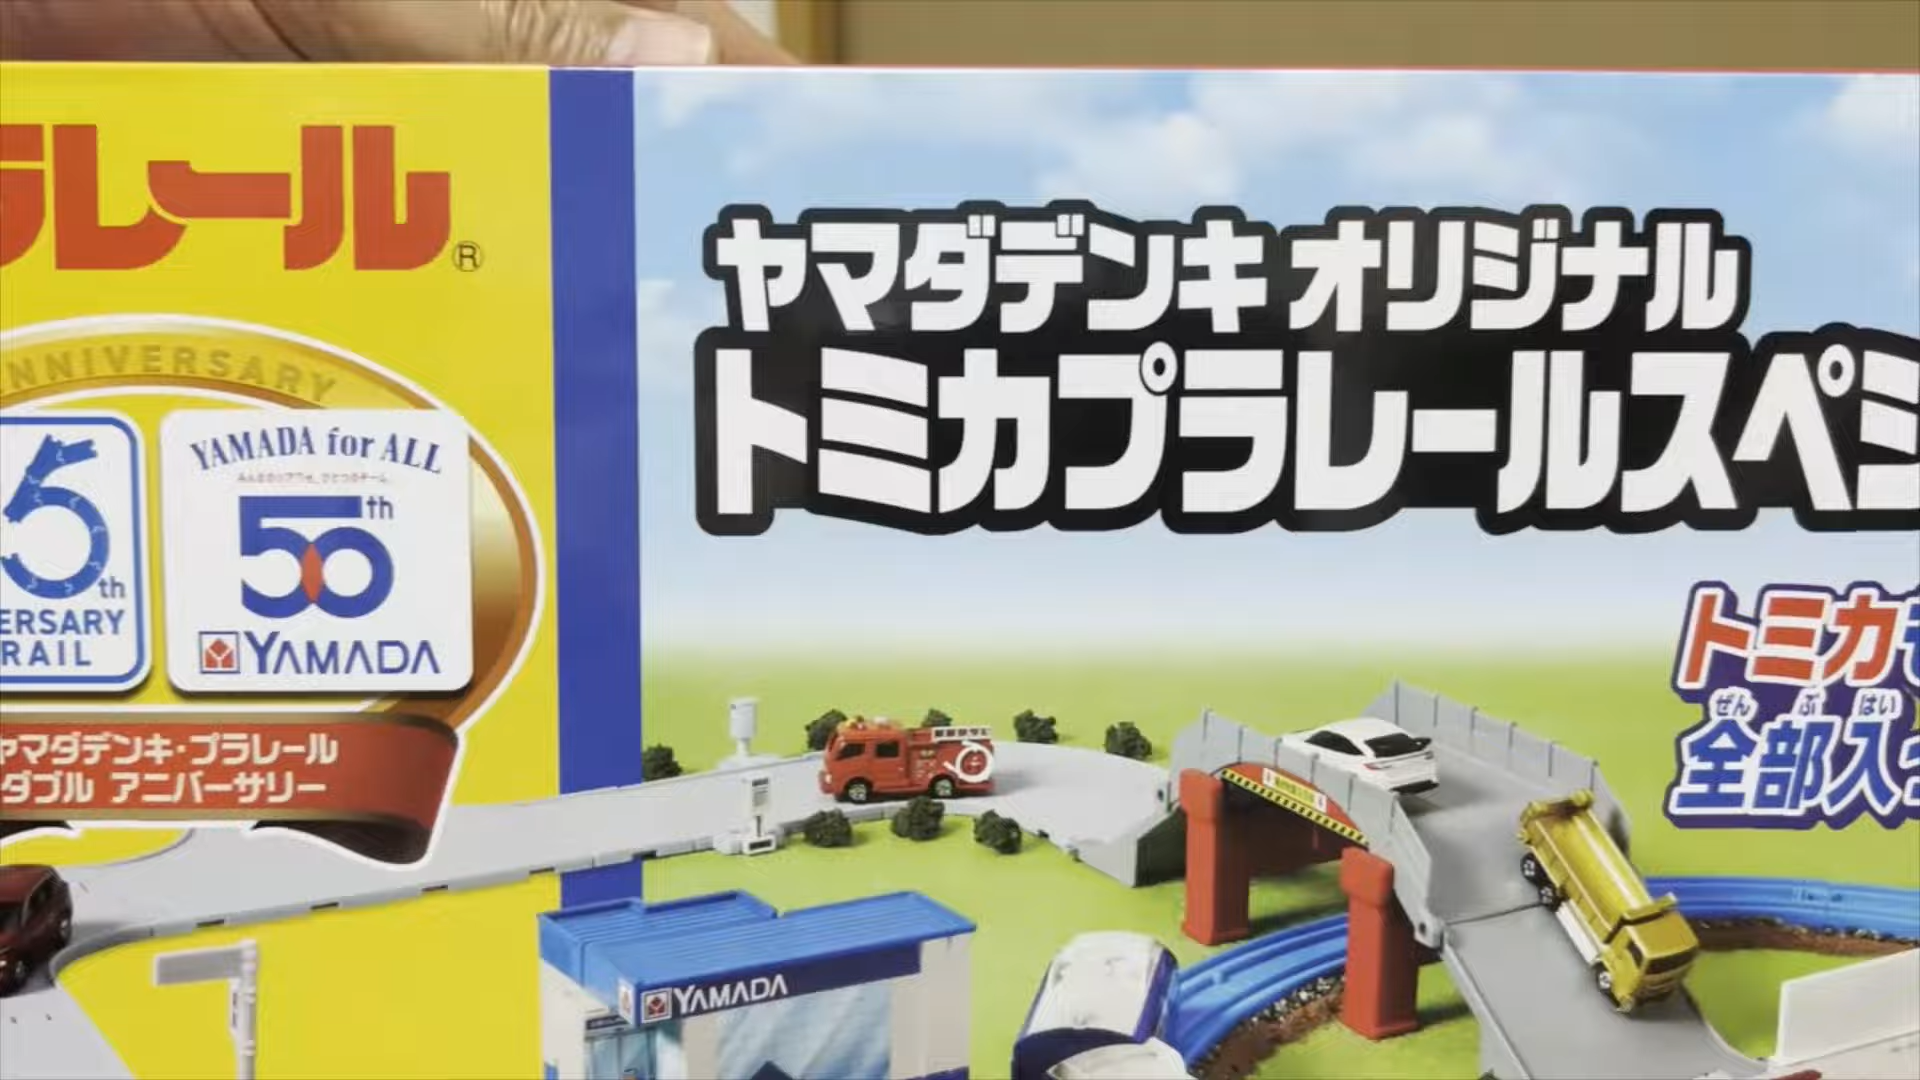 ラレール®
ANNIVERSARY
5th
ERSARY
RAIL
YAMADA for ALL
50th
YAMADA
ヤマダデンキ・プラレール
ダブル アニバーサリー
ヤマダデンキ オリジナル
トミカプラレールスペシ
トミカも
ぜん ぶ はい
全部入っ
YAMADA